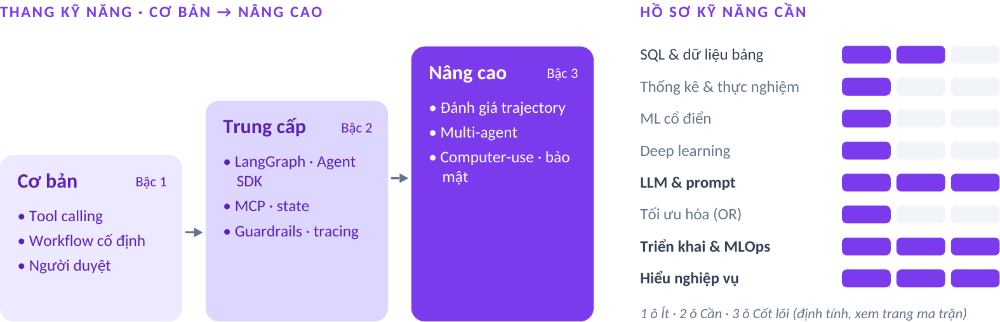 THANG KỸ NĂNG · CƠ BẢN → NÂNG CAO
Cơ bản Bậc 1
• Tool calling
• Workflow cố định
• Người duyệt
Trung cấp Bậc 2
• LangGraph · Agent
SDK
• MCP · state
• Guardrails · tracing
Nâng cao Bậc 3
• Đánh giá trajectory
• Multi-agent
• Computer-use · bảo
mật
HỒ SƠ KỸ NĂNG CẦN
SQL & dữ liệu bảng
Thống kê & thực nghiệm
ML cổ điển
Deep learning
LLM & prompt
Tối ưu hóa (OR)
Triển khai & MLOps
Hiểu nghiệp vụ
1 ô Ít · 2 ô Cần · 3 ô Cốt lõi (định tính, xem trang ma trận)